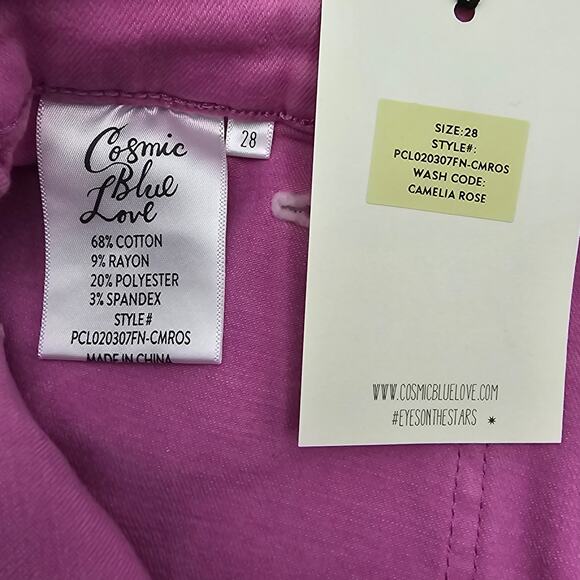 Cosmic
Blue
Love
28
68% COTTON
9% RAYON
20% POLYESTER
3% SPANDEX
STYLE#
PCL020307FN-CMROS
MADE IN CHINA
SIZE:28
STYLE#:
PCL020307FN-CMROS
WASH CODE:
CAMELIA ROSE
WWW.COSMICBLUELOVE.COM
#EYESONTHESTARS